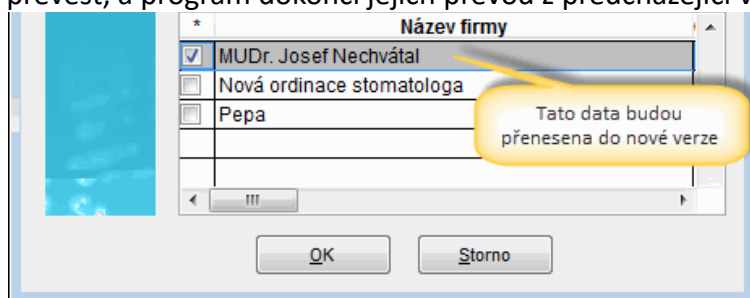 převést, a program dokončí jejich převod z předcházející v
* Název firmy
MUDr. Josef Nechvátal
Nová ordinace stomatologa
Pepa
Tato data budou
přenesena do nové verze
OK Storno